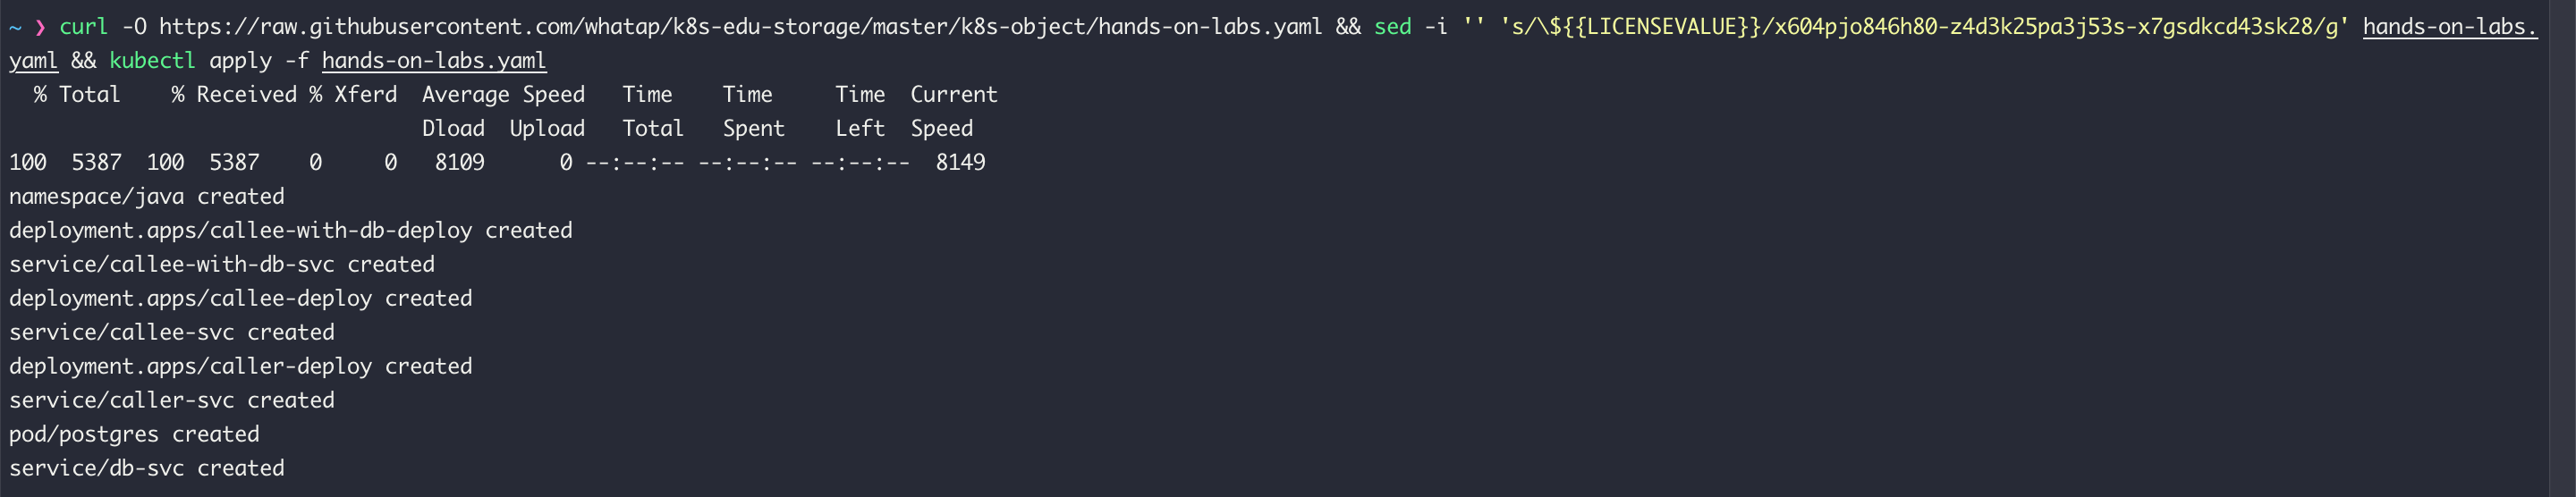 ~ ❯ curl -O https://raw.githubusercontent.com/whatap/k8s-edu-storage/master/k8s-object/hands-on-labs.yaml && sed -i '' 's/\${{LICENSEVALUE}}/x604pjo846h80-z4d3k25pa3j53s-x7gsdkcd43sk28/g' hands-on-labs.
yaml && kubectl apply -f hands-on-labs.yaml
  % Total    % Received % Xferd  Average Speed   Time    Time     Time  Current
                                 Dload  Upload   Total   Spent    Left  Speed
100  5387  100  5387    0     0   8109      0 --:--:-- --:--:-- --:--:--  8149
namespace/java created
deployment.apps/callee-with-db-deploy created
service/callee-with-db-svc created
deployment.apps/callee-deploy created
service/callee-svc created
deployment.apps/caller-deploy created
service/caller-svc created
pod/postgres created
service/db-svc created